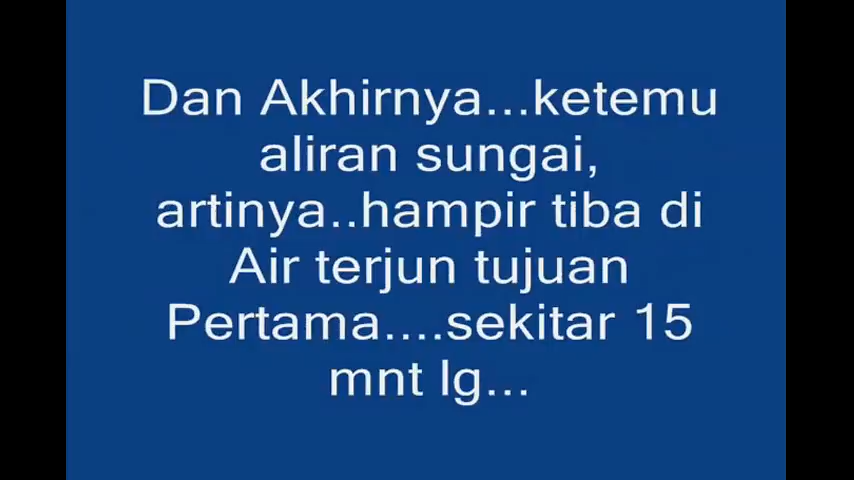 Dan Akhirnya...ketemu
aliran sungai,
artinya..hampir tiba di
Air terjun tujuan
Pertama....sekitar 15
mnt lg...